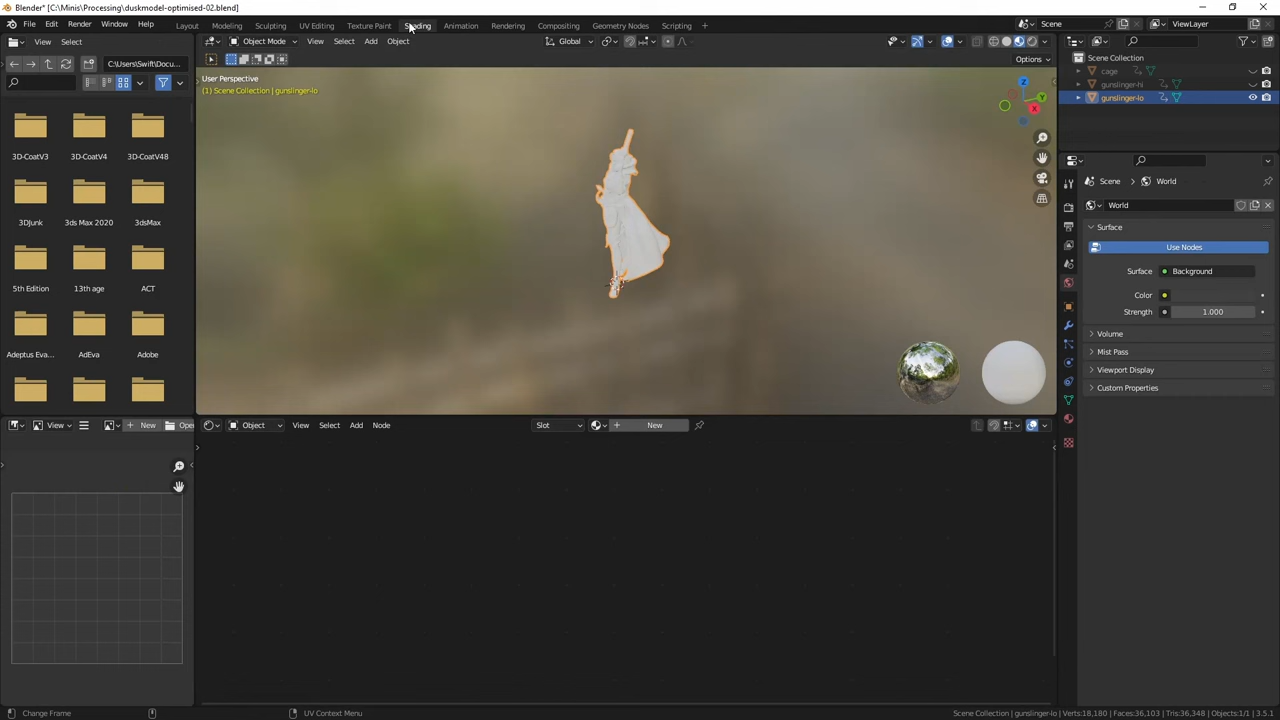 Blender* [C:\Minis\Processing\duskmodel-optimised-02.blend]
File Edit Render Window Help Layout Modeling Sculpting UV Editing Texture Paint Shading Animation Rendering Compositing Geometry Nodes Scripting + Scene ViewLayer
View Select C:\Users\Swift\Docu... Object Mode View Select Add Object Global
Options
User Perspective
(1) Scene Collection | gunslinger-lo
Z
Y
X
Scene Collection
cage
gunslinger-hi
gunslinger-lo
3D-CoatV3 3D-CoatV4 3D-CoatV48
3DJunk 3ds Max 2020 3dsMax
5th Edition 13th age ACT
Adeptus Eva... AdEva Adobe
Scene World
World
Surface
Use Nodes
Surface Background
Color
Strength 1.000
Volume
Mist Pass
Viewport Display
Custom Properties
View New Ope Object View Select Add Node Slot New
Change Frame UV Context Menu Scene Collection | gunslinger-lo | Verts:18,180 | Faces:36,103 | Tris:36,348 | Objects:1/1 | 3.5.1